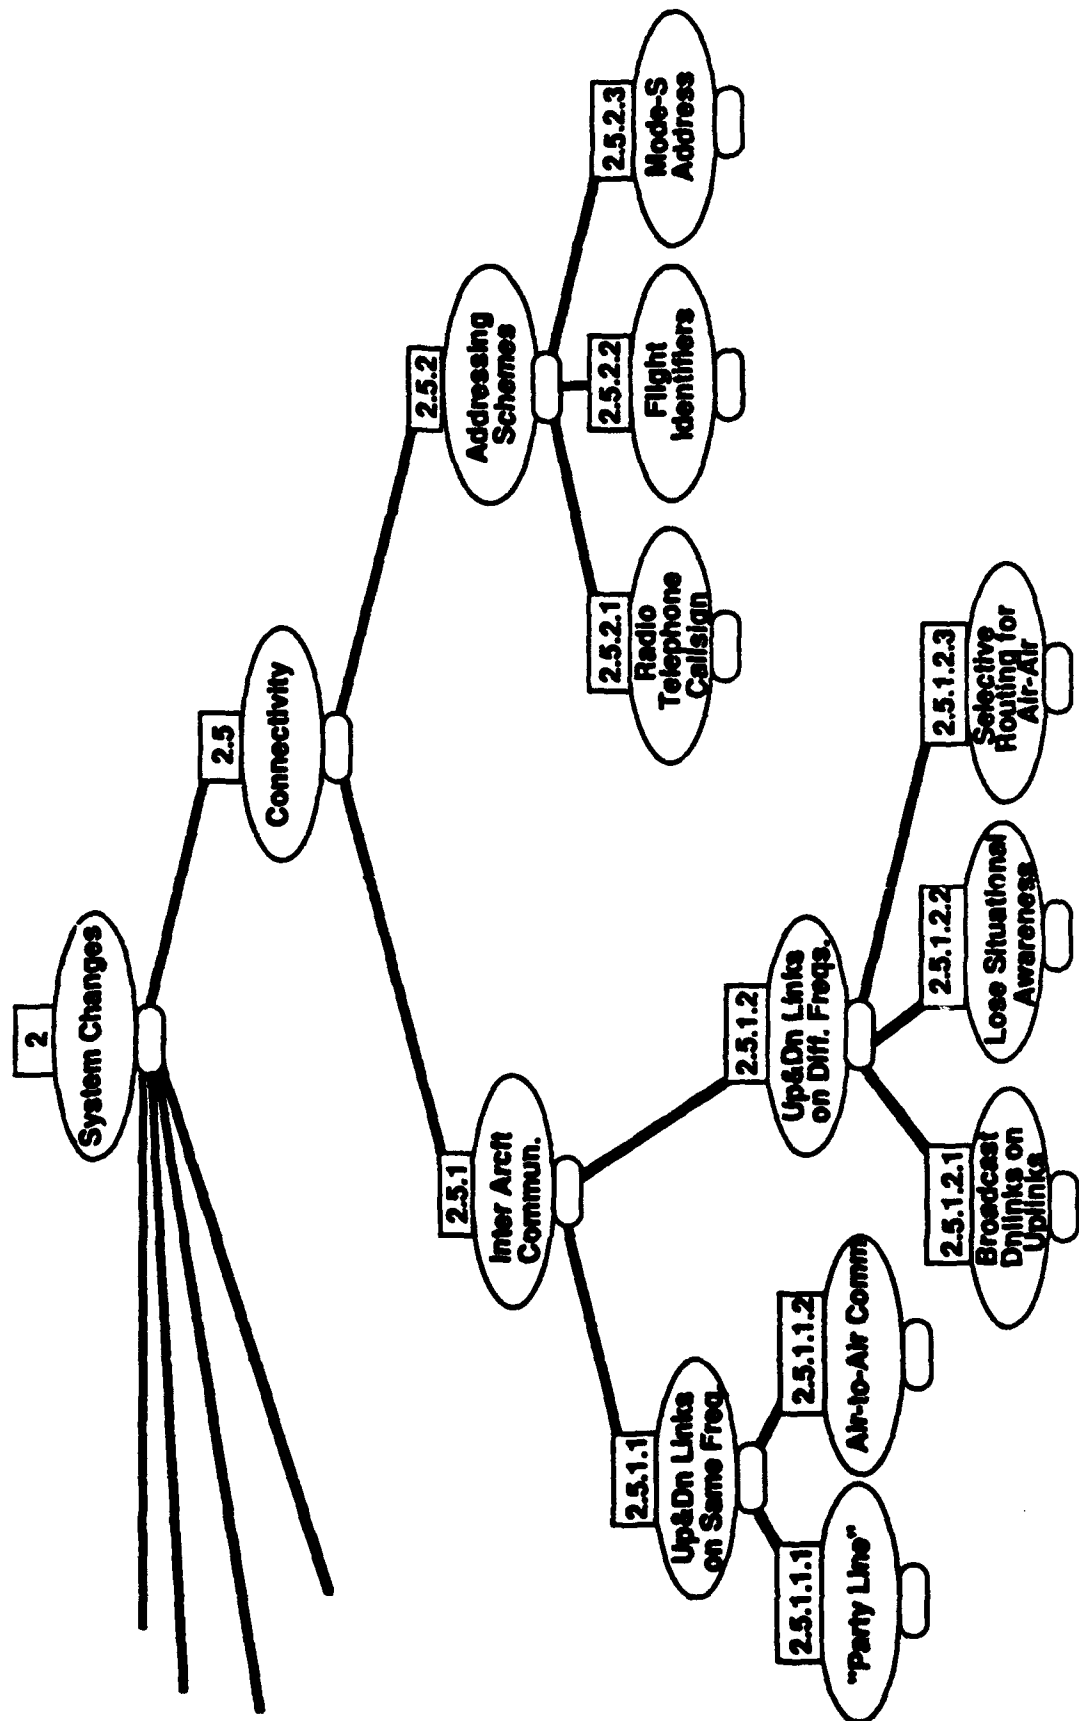 2
System Changes
2.5
Connectivity
2.5.1
Inter Arcft
Commun.
2.5.2
Addressing
Schemes
2.5.1.1
Up&Dn Links
on Same Freq.
2.5.1.2
Up&Dn Links
on Diff. Freqs.
2.5.2.1
Radio
Telephone
Callsign
2.5.2.2
Flight
Identifiers
2.5.2.3
Mode-S
Address
2.5.1.1.1
"Party Line"
2.5.1.1.2
Air-to-Air Comm
2.5.1.2.1
Broadcast
Dnlinks on
Uplinks
2.5.1.2.2
Lose Situational
Awareness
2.5.1.2.3
Selective
Routing for
Air-Air